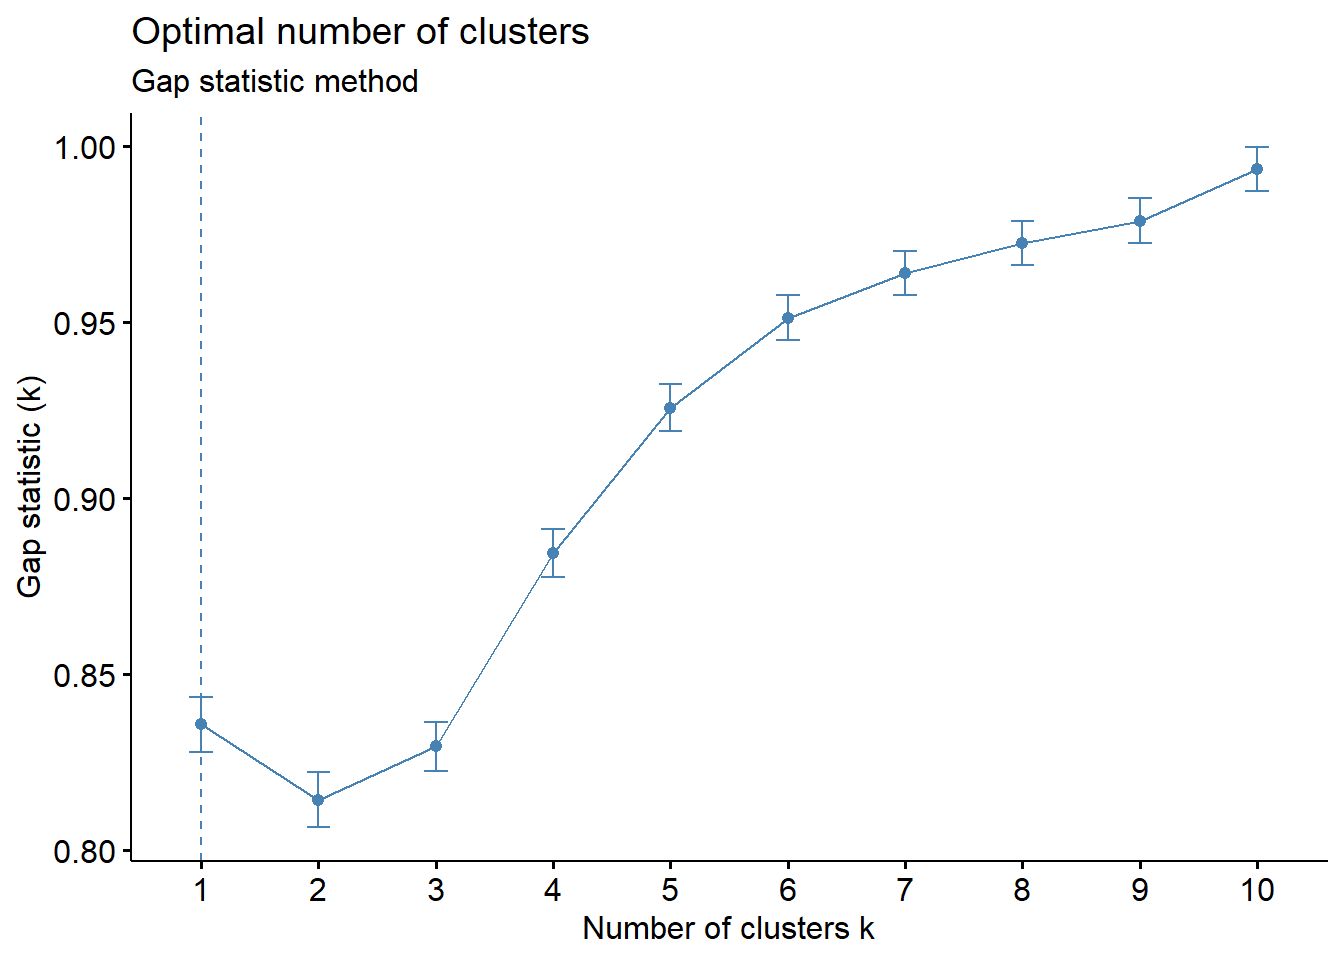 Optimal number of clusters
Gap statistic method
Gap statistic (k)
1.00
0.95
0.90
0.85
0.80
1 2 3 4 5 6 7 8 9 10
Number of clusters k